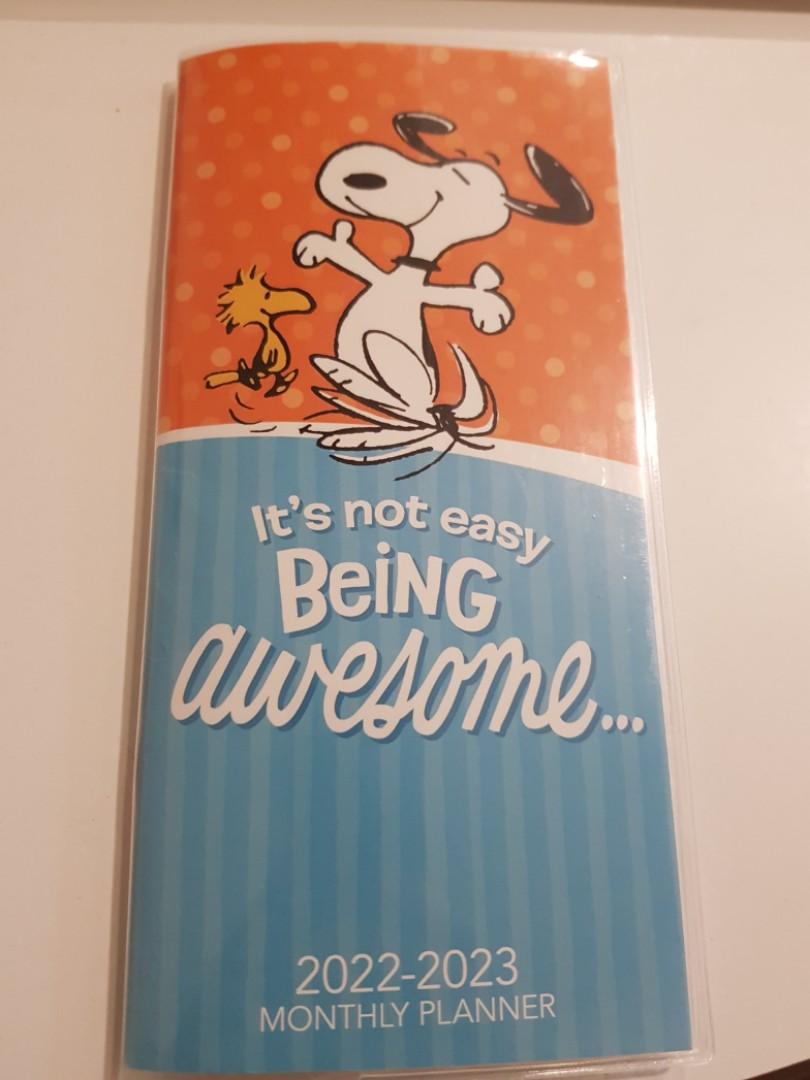 It's not easy
BeiNG
awesome...
2022-2023
MONTHLY PLANNER